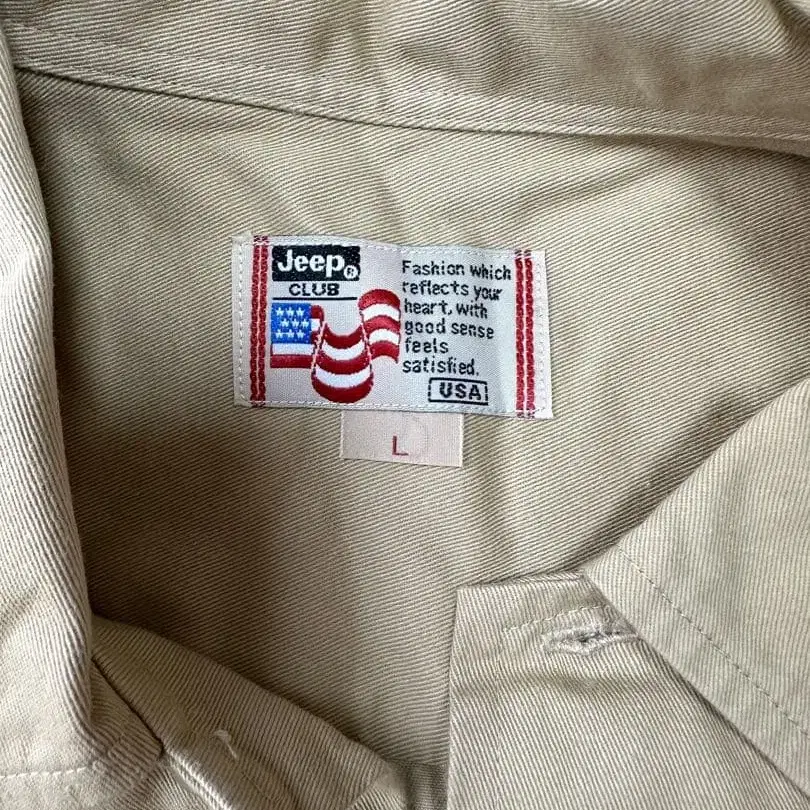 Jeep®
CLUB
Fashion which
reflects your
heart, with
good sense
feels
satisfied.
USA
L